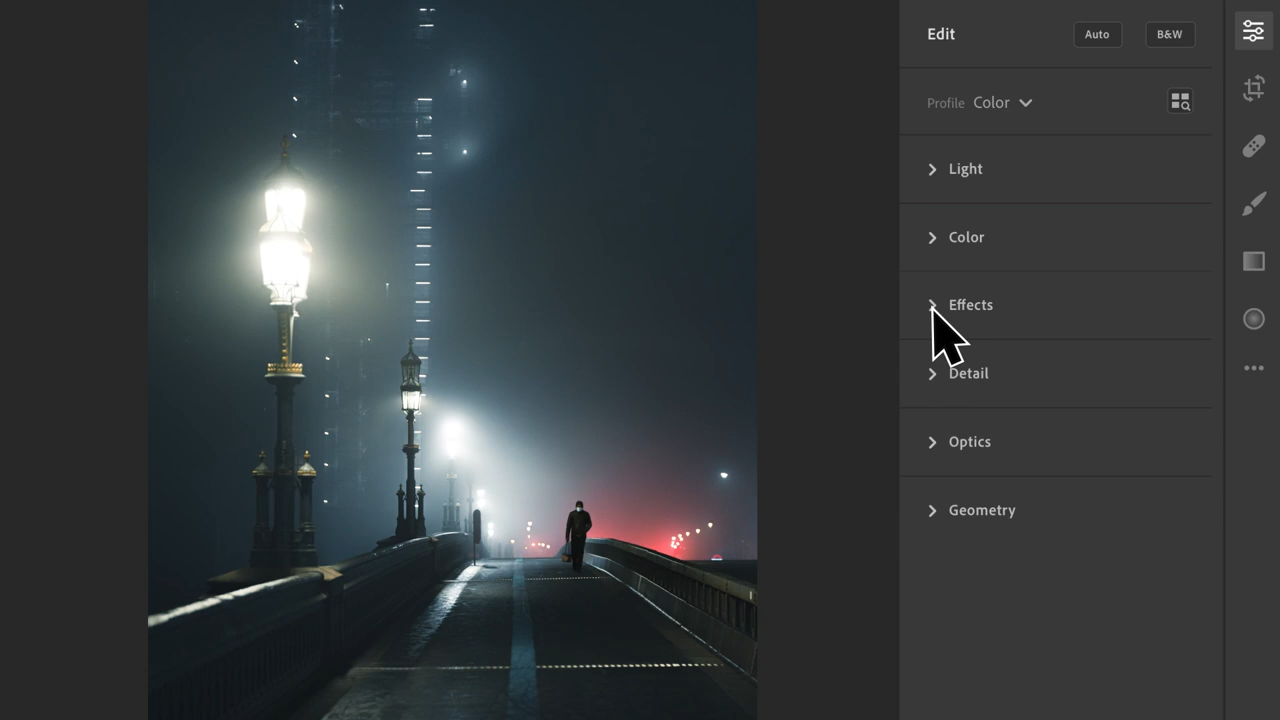 Edit
Auto
B&W
Profile Color
Light
Color
Effects
Detail
Optics
Geometry